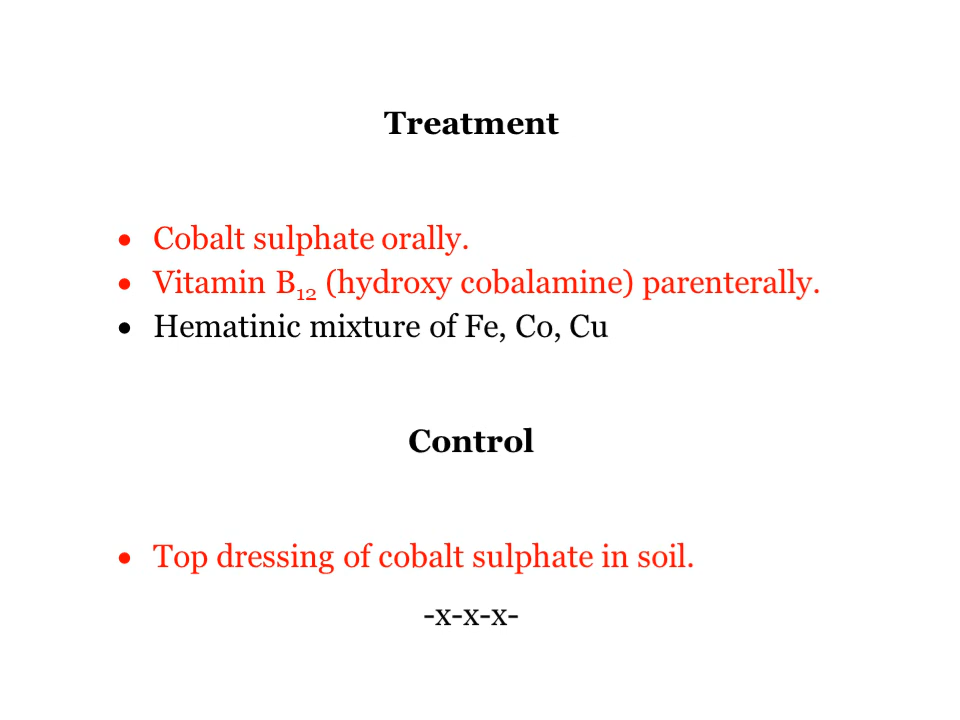 Treatment
• Cobalt sulphate orally.
• Vitamin B₁₂ (hydroxy cobalamine) parenterally.
• Hematinic mixture of Fe, Co, Cu
Control
• Top dressing of cobalt sulphate in soil.
-x-x-x-